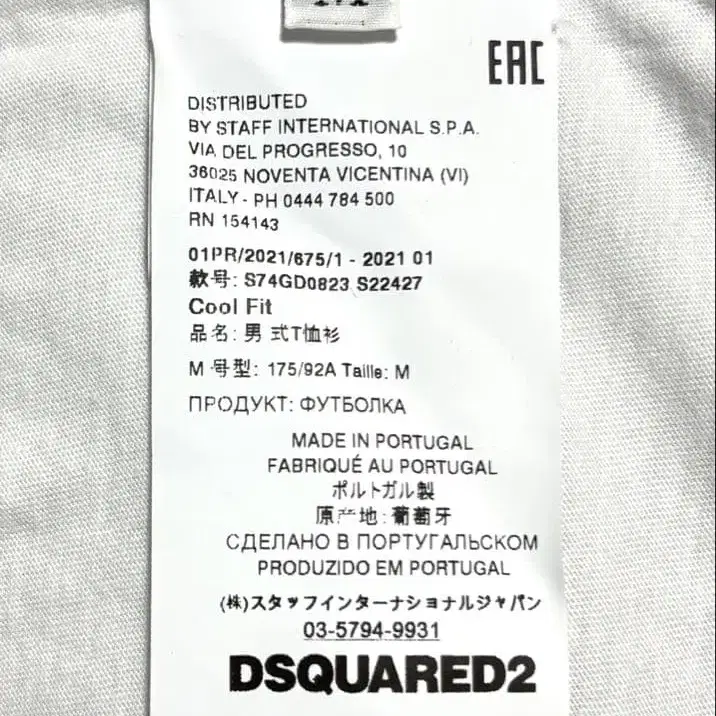 EAC
DISTRIBUTED
BY STAFF INTERNATIONAL S.P.A.
VIA DEL PROGRESSO, 10
36025 NOVENTA VICENTINA (VI)
ITALY - PH 0444 784 500
RN 154143
01PR/2021/675/1 - 2021 01
款号: S74GD0823 S22427
Cool Fit
品名: 男 式T恤衫
M 号型: 175/92A Taille: M
ПРОДУКТ: ФУТБОЛКА
MADE IN PORTUGAL
FABRIQUÉ AU PORTUGAL
ポルトガル製
原产地: 葡萄牙
СДЕЛАНО В ПОРТУГАЛЬСКОМ
PRODUZIDO EM PORTUGAL
(株)スタッフインターナショナルジャパン
03-5794-9931
DSQUARED2